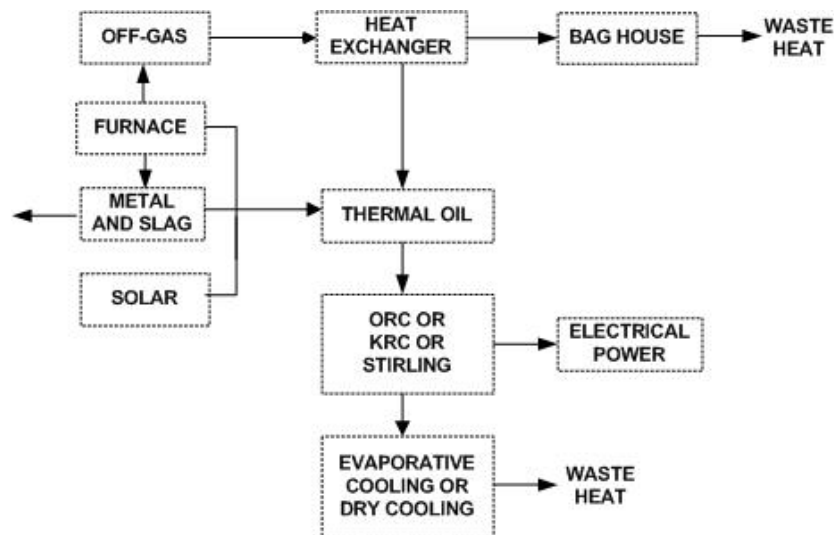 OFF-GAS
HEAT
EXCHANGER
BAG HOUSE
WASTE
HEAT
FURNACE
METAL
AND SLAG
THERMAL OIL
SOLAR
ORC OR
KRC OR
STIRLING
ELECTRICAL
POWER
EVAPORATIVE
COOLING OR
DRY COOLING
WASTE
HEAT